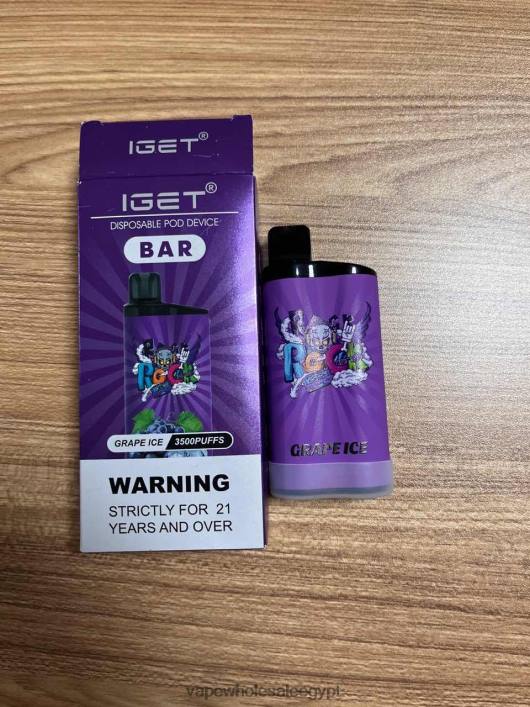 IGET®
IGET®
DISPOSABLE POD DEVICE
BAR
GRAPE ICE 3500PUFFS
WARNING
STRICTLY FOR 21
YEARS AND OVER
ROCK
ROCK
GRAPE ICE
vapewholesaleegypt